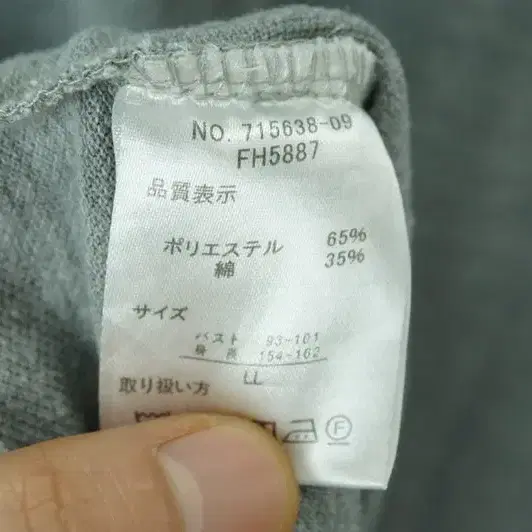 NO. 715638-09
FH5887
品質表示
ポリエステル 65%
綿 35%
サイズ
バスト 93-101
身長 154-162
LL
取り扱い方
F